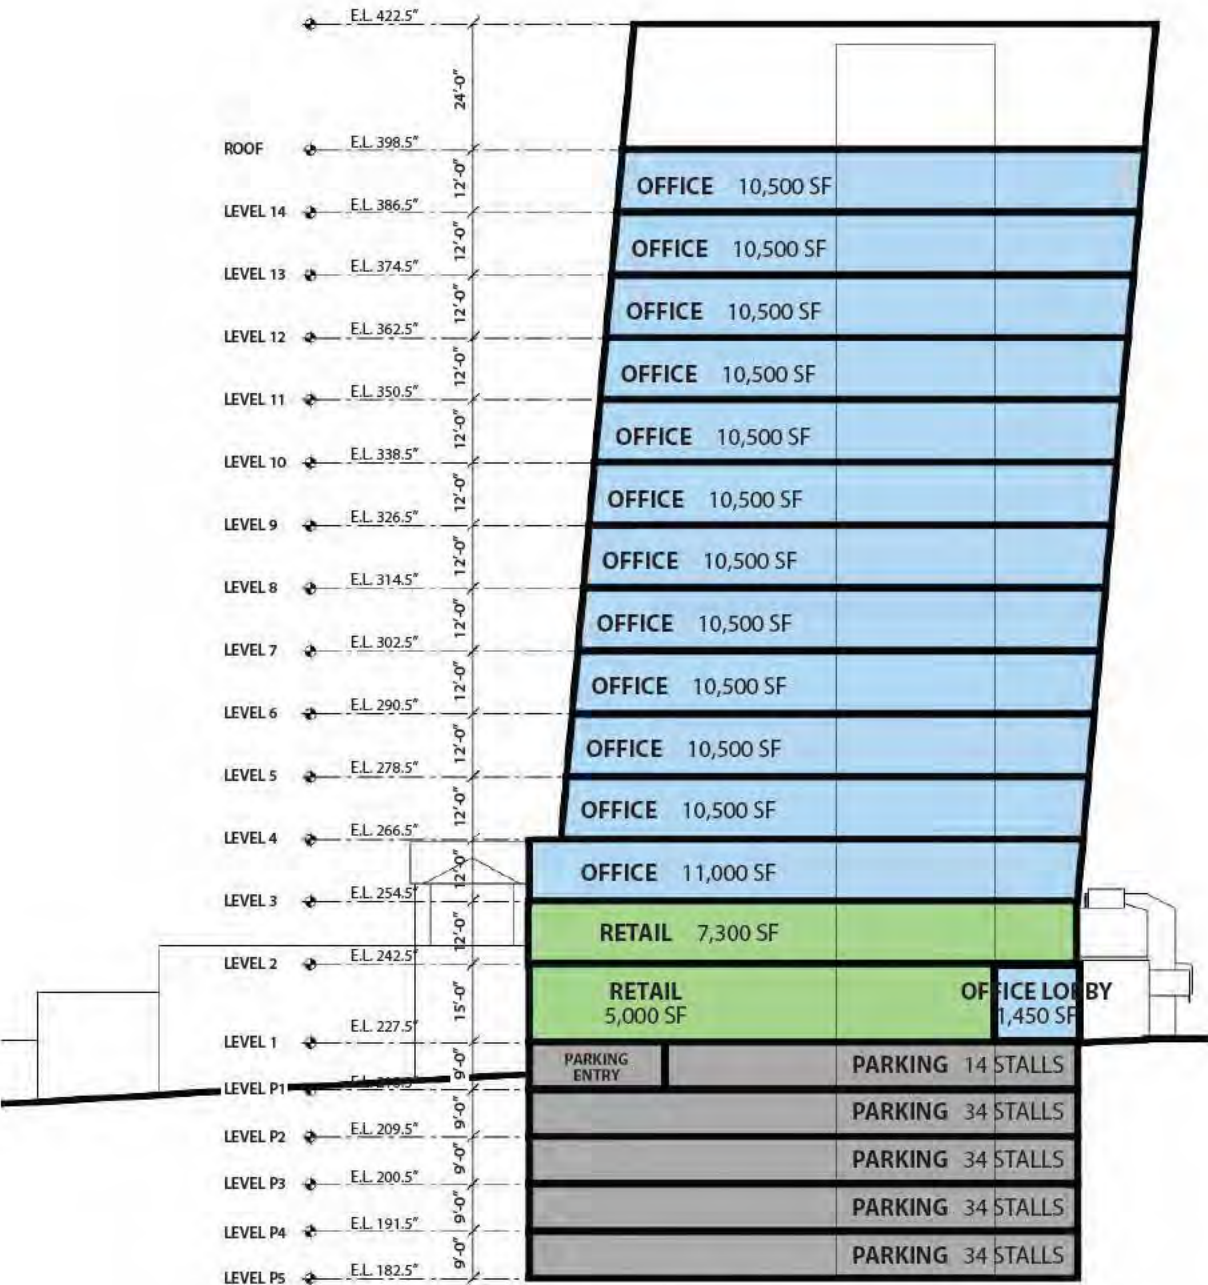 E.L. 422.5"
24'-0"
ROOF E.L. 398.5"
12'-0" OFFICE 10,500 SF
LEVEL 14 E.L. 386.5"
12'-0" OFFICE 10,500 SF
LEVEL 13 E.L. 374.5"
12'-0" OFFICE 10,500 SF
LEVEL 12 E.L. 362.5"
12'-0" OFFICE 10,500 SF
LEVEL 11 E.L. 350.5"
12'-0" OFFICE 10,500 SF
LEVEL 10 E.L. 338.5"
12'-0" OFFICE 10,500 SF
LEVEL 9 E.L. 326.5"
12'-0" OFFICE 10,500 SF
LEVEL 8 E.L. 314.5"
12'-0" OFFICE 10,500 SF
LEVEL 7 E.L. 302.5"
12'-0" OFFICE 10,500 SF
LEVEL 6 E.L. 290.5"
12'-0" OFFICE 10,500 SF
LEVEL 5 E.L. 278.5"
12'-0" OFFICE 10,500 SF
LEVEL 4 E.L. 266.5"
12'-0" OFFICE 11,000 SF
LEVEL 3 E.L. 254.5"
12'-0" RETAIL 7,300 SF
LEVEL 2 E.L. 242.5"
15'-0" RETAIL OFFICE LOBBY
5,000 SF 1,450 SF
LEVEL 1 E.L. 227.5"
9'-0" PARKING ENTRY PARKING 14 STALLS
LEVEL P1
9'-0" PARKING 34 STALLS
LEVEL P2 E.L. 209.5"
9'-0" PARKING 34 STALLS
LEVEL P3 E.L. 200.5"
9'-0" PARKING 34 STALLS
LEVEL P4 E.L. 191.5"
9'-0" PARKING 34 STALLS
LEVEL P5 E.L. 182.5"